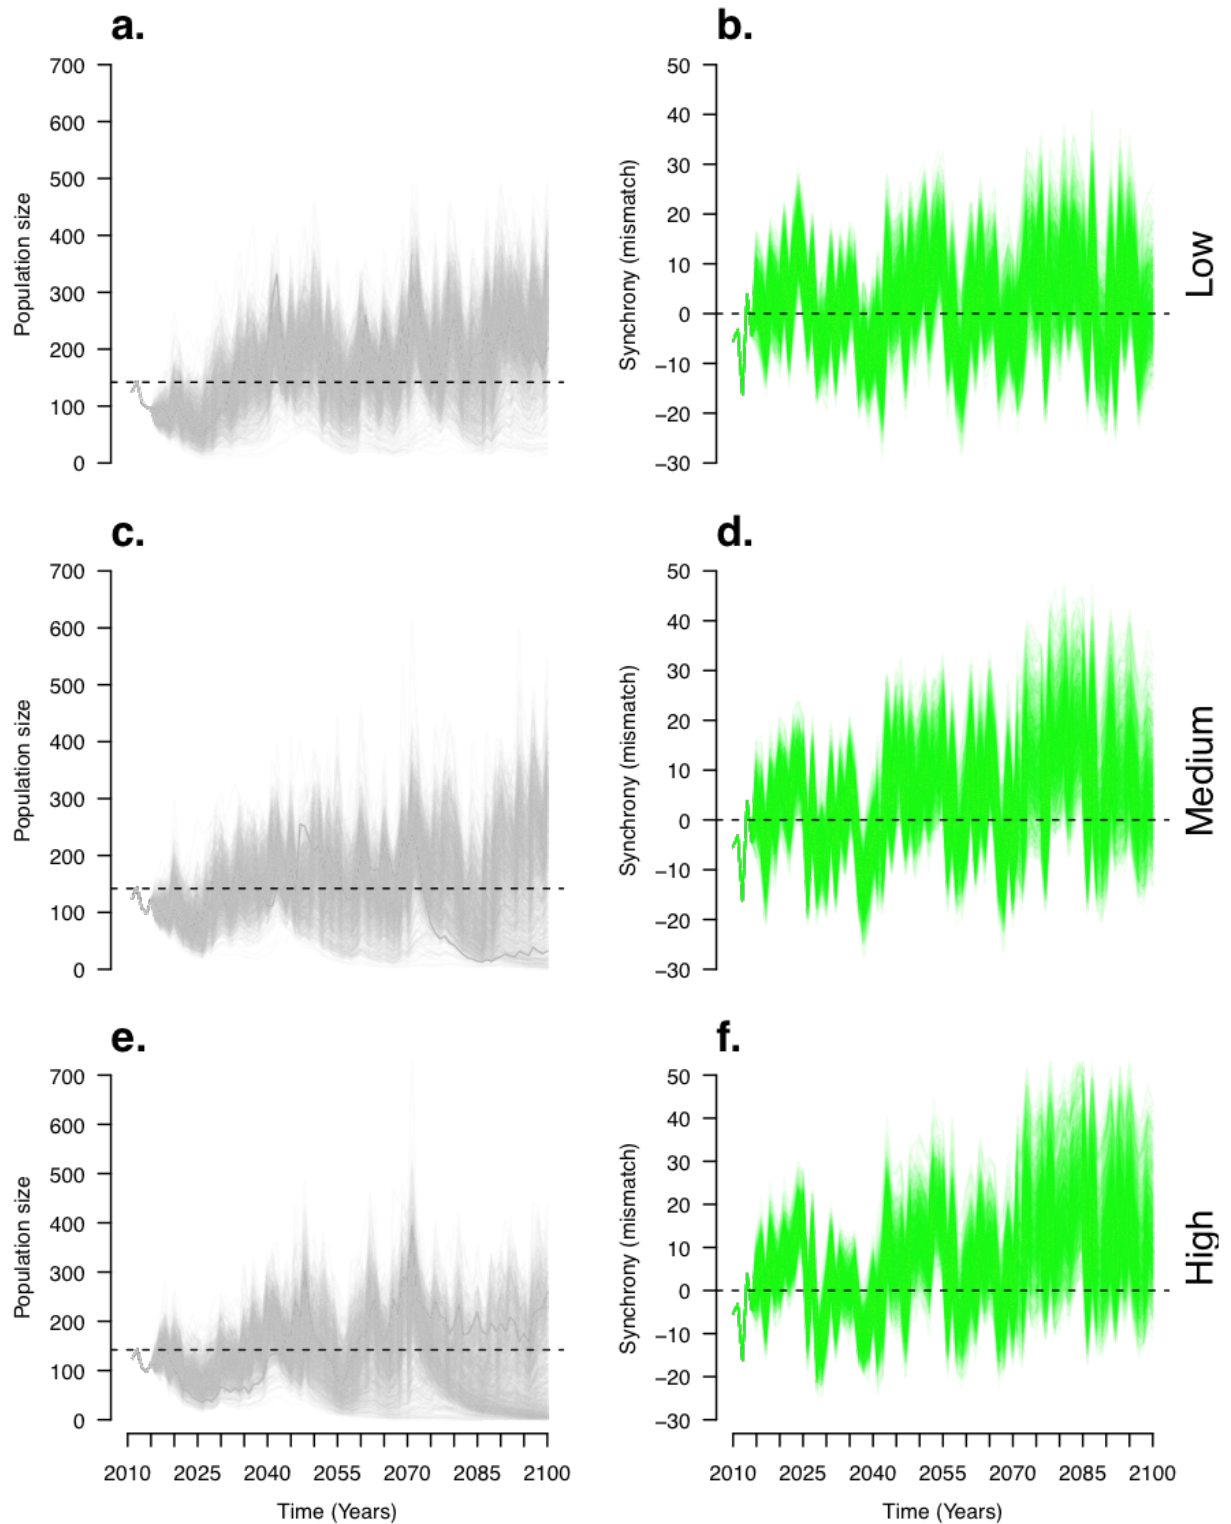 a.
b.
700
600
500
400
300
200
100
0
Population size
50
40
30
20
10
0
−10
−20
−30
Synchrony (mismatch)
Low
c.
d.
700
600
500
400
300
200
100
0
Population size
50
40
30
20
10
0
−10
−20
−30
Synchrony (mismatch)
Medium
e.
f.
700
600
500
400
300
200
100
0
Population size
50
40
30
20
10
0
−10
−20
−30
Synchrony (mismatch)
High
2010 2025 2040 2055 2070 2085 2100
Time (Years)
2010 2025 2040 2055 2070 2085 2100
Time (Years)